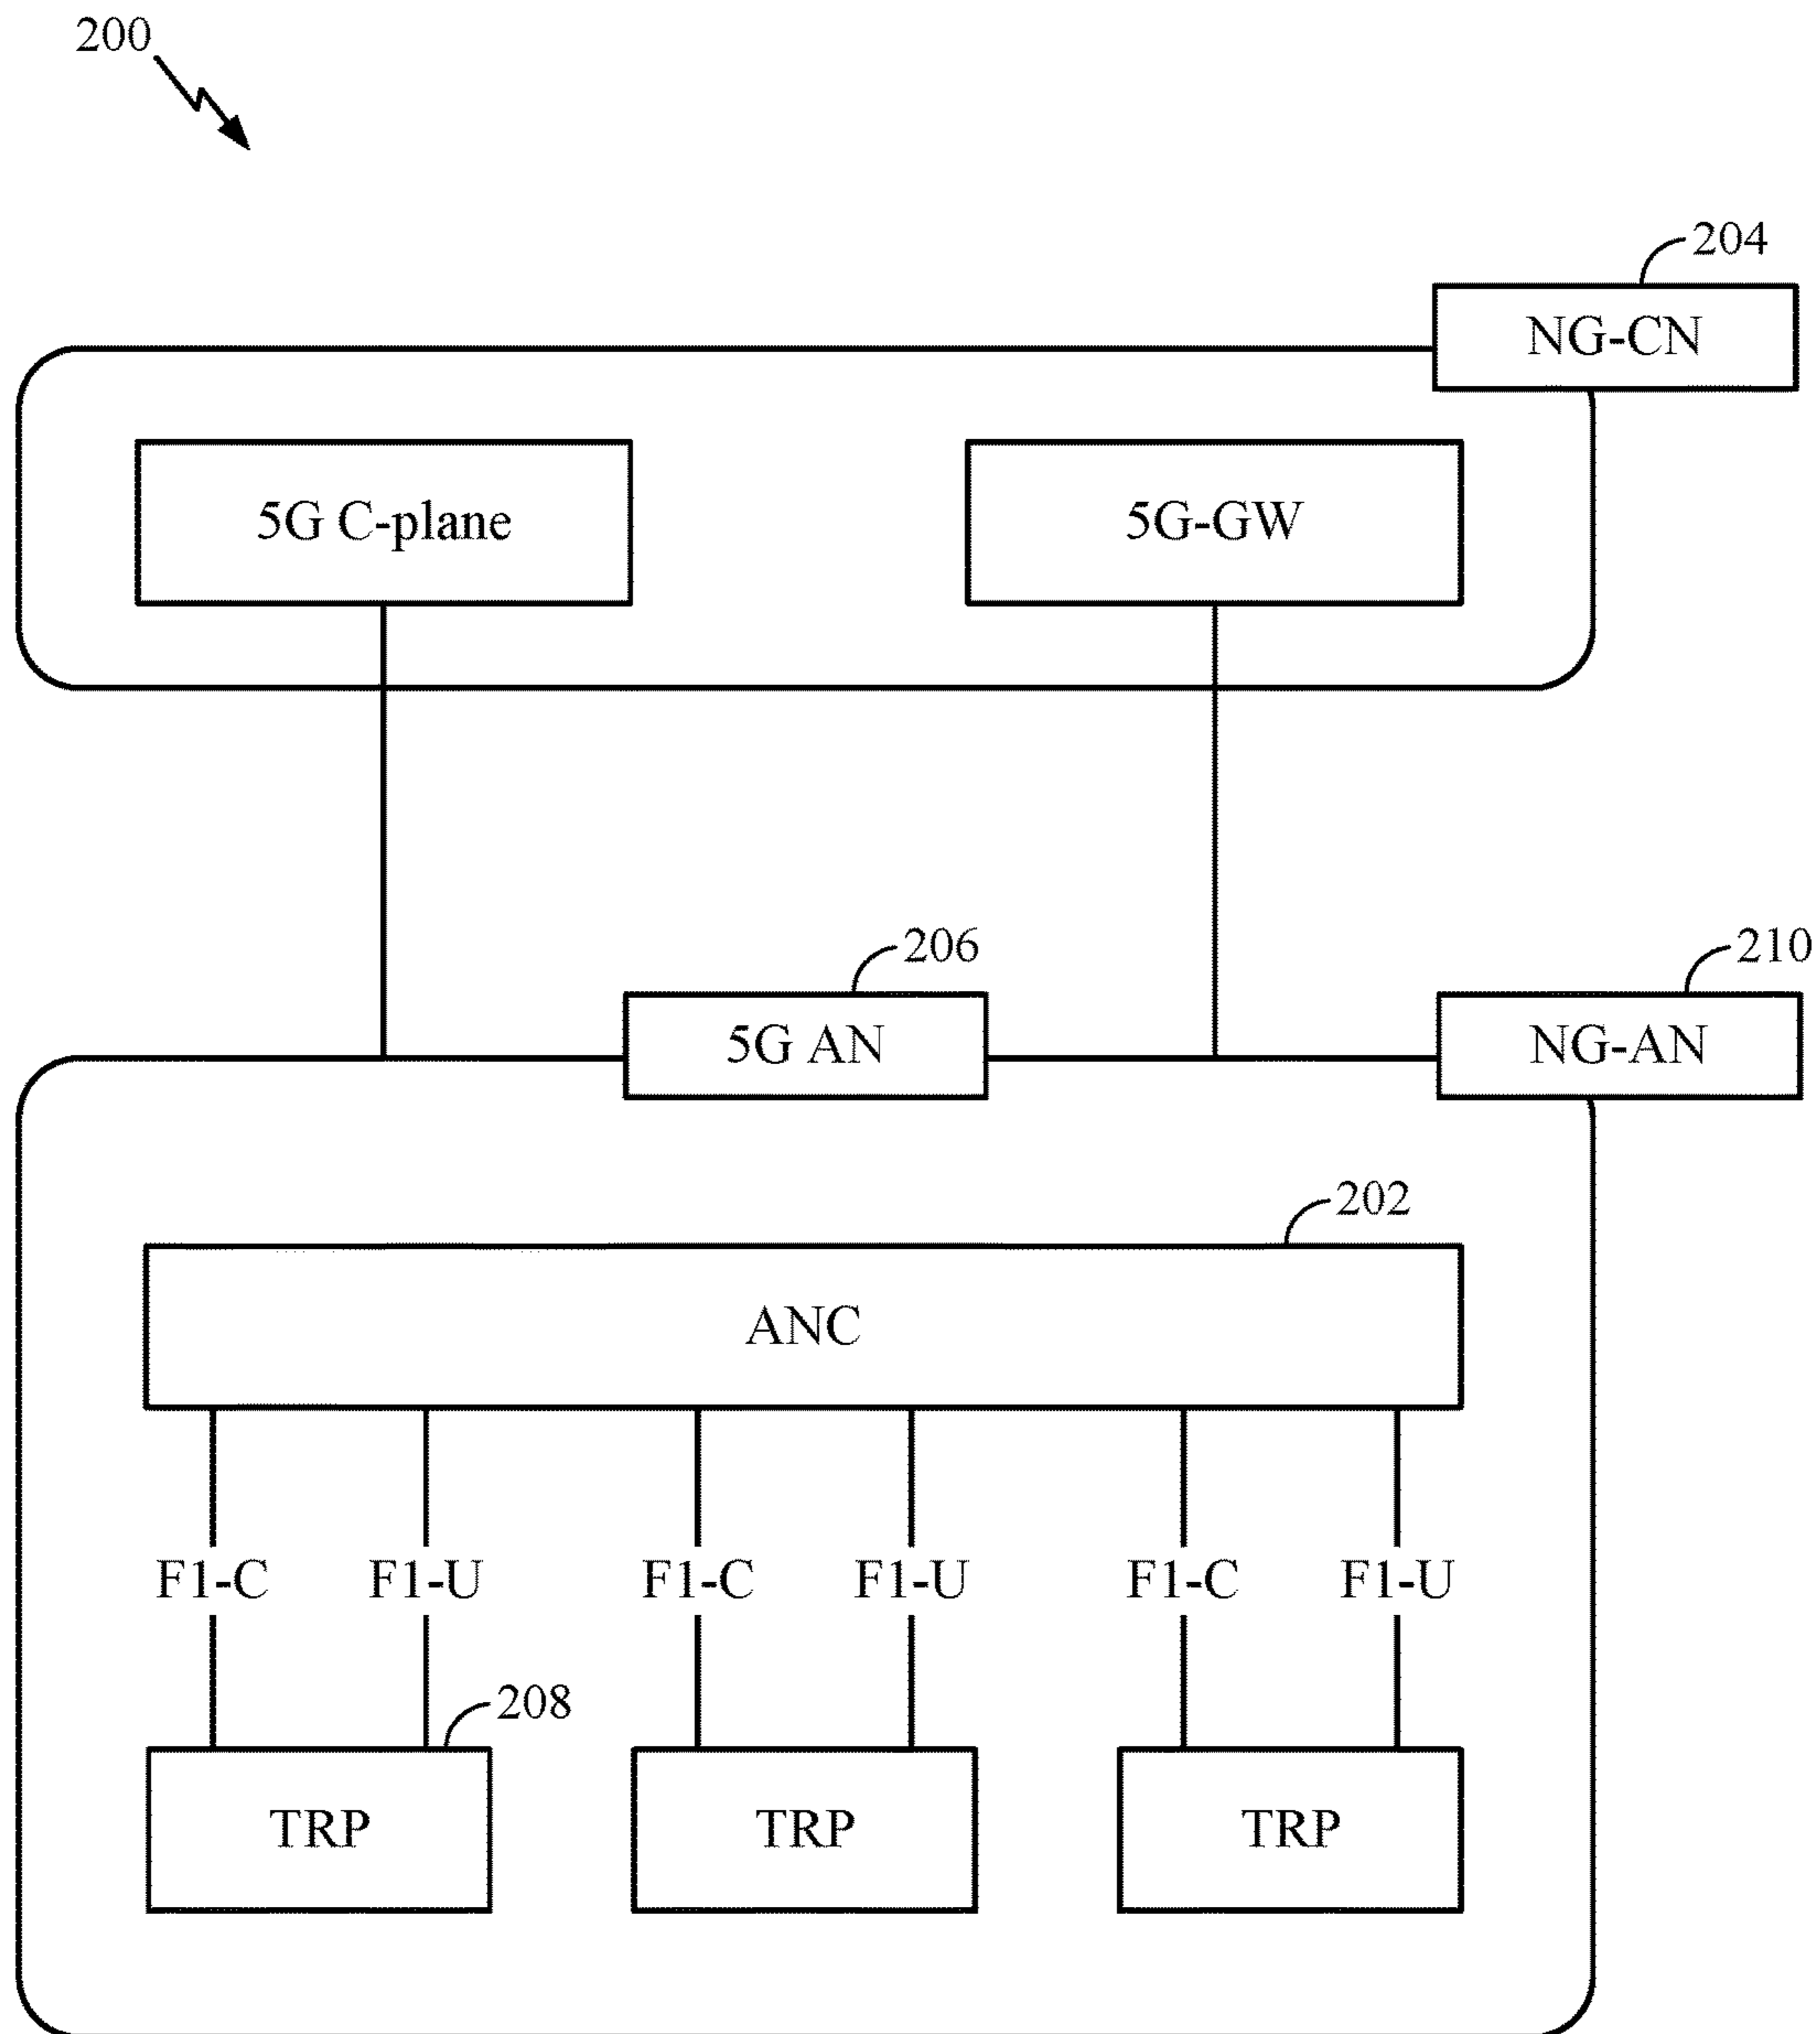 200
204
NG-CN
5G C-plane
5G-GW
206
210
5G AN
NG-AN
202
ANC
F1-C
F1-U
F1-C
F1-U
F1-C
F1-U
208
TRP
TRP
TRP